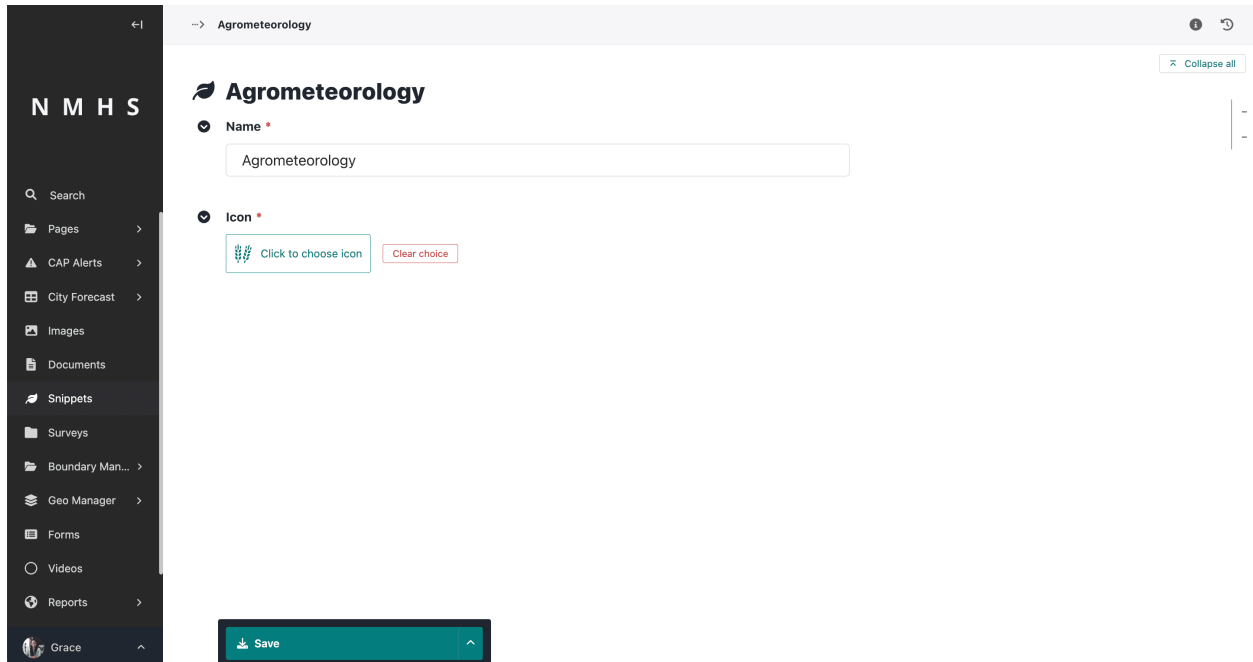 Agrometeorology
Collapse all
N M H S
Search
Pages
CAP Alerts
City Forecast
Images
Documents
Snippets
Surveys
Boundary Man...
Geo Manager
Forms
Videos
Reports
Grace
Agrometeorology
Name *
Agrometeorology
Icon *
Click to choose icon
Clear choice
Save